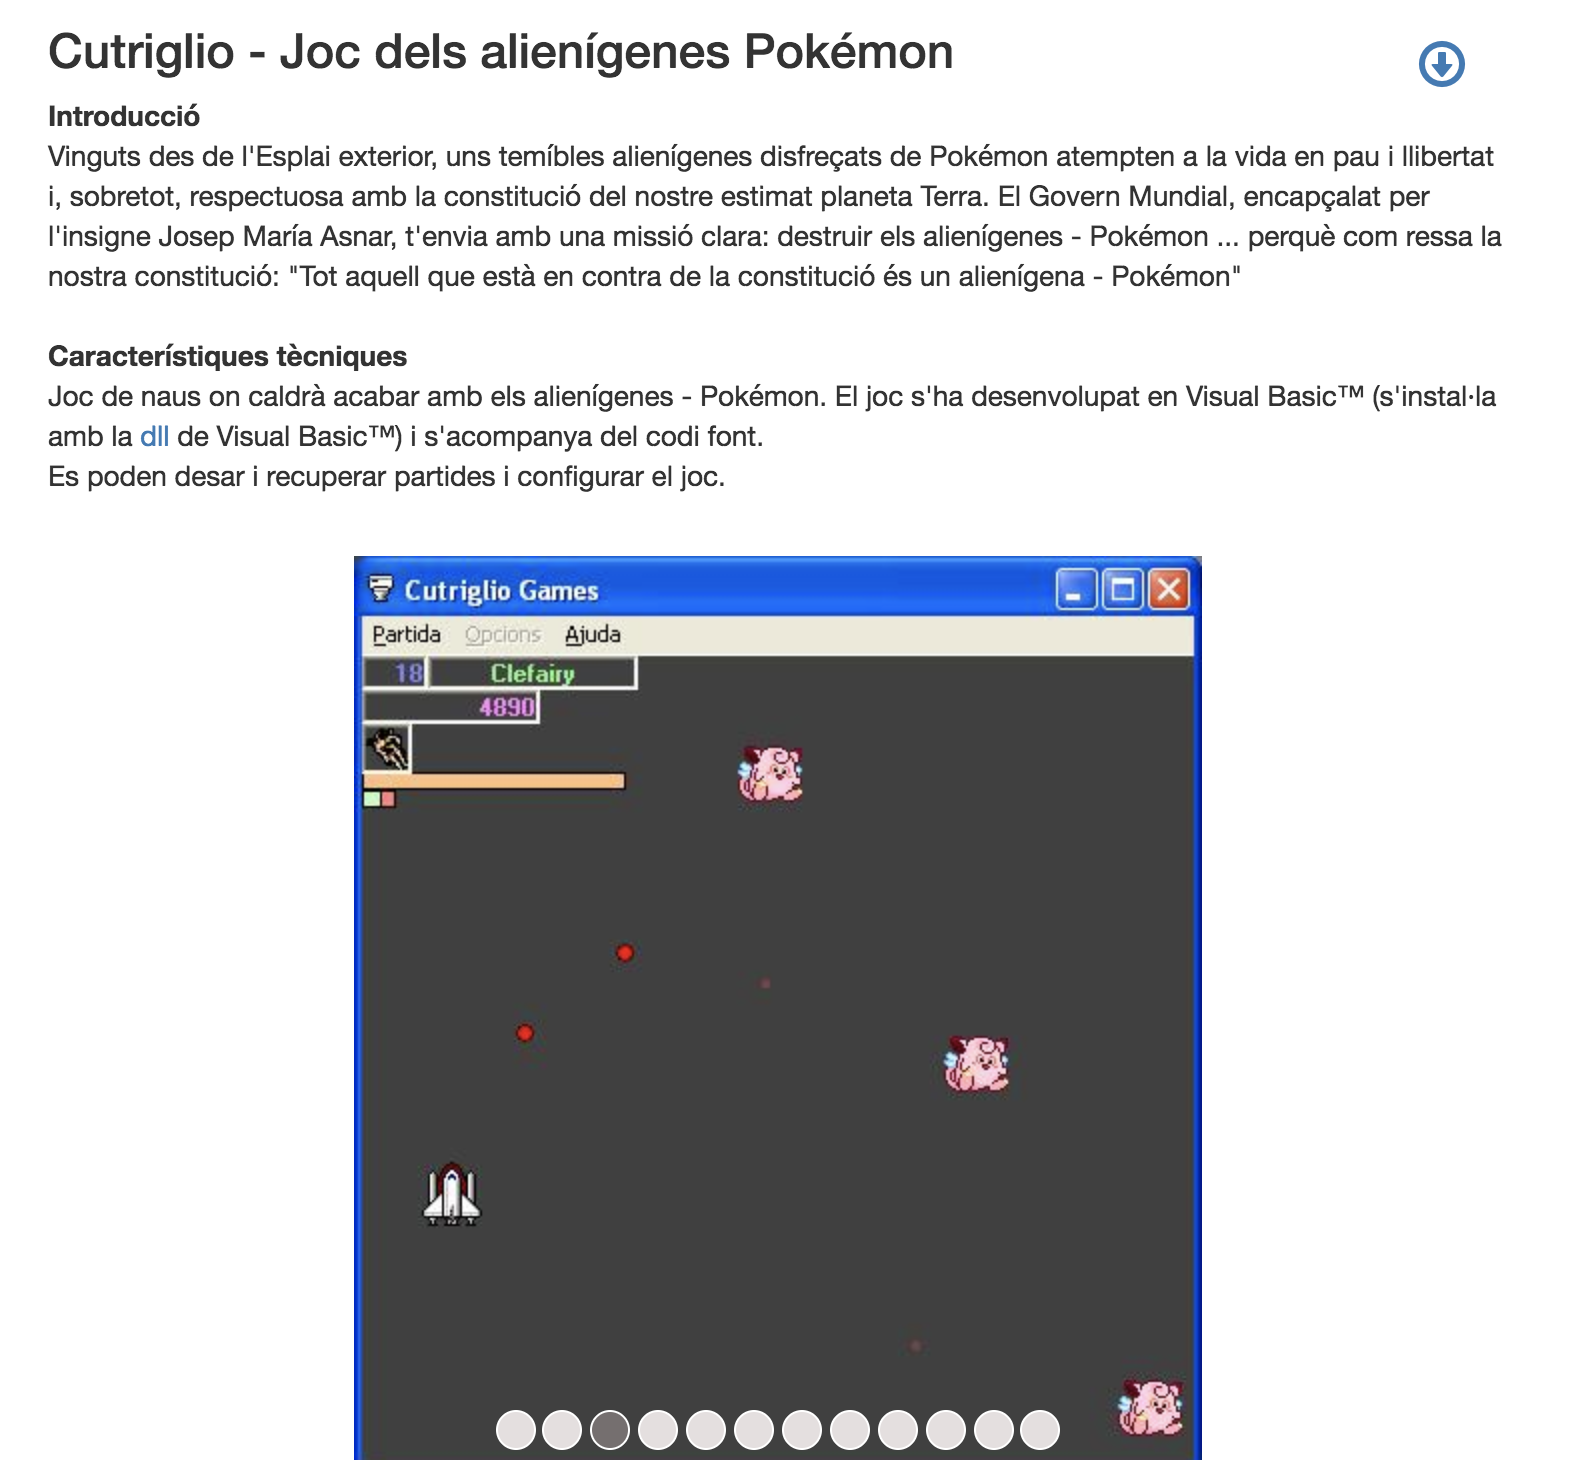 Cutriglio - Joc dels alienígenes Pokémon
Introducció
Vinguts des de l'Esplai exterior, uns temíbles alienígenes disfreçats de Pokémon atempten a la vida en pau i llibertat
i, sobretot, respectuosa amb la constitució del nostre estimat planeta Terra. El Govern Mundial, encapçalat per
l'insigne Josep María Asnar, t'envia amb una missió clara: destruir els alienígenes - Pokémon ... perquè com ressa la
nostra constitució: "Tot aquell que està en contra de la constitució és un alienígena - Pokémon"
Característiques tècniques
Joc de naus on caldrà acabar amb els alienígenes - Pokémon. El joc s'ha desenvolupat en Visual Basic™ (s'instal·la
amb la dll de Visual Basic™) i s'acompanya del codi font.
Es poden desar i recuperar partides i configurar el joc.
Cutriglio Games
Partida Opcions Ajuda
18 Clefairy
4890